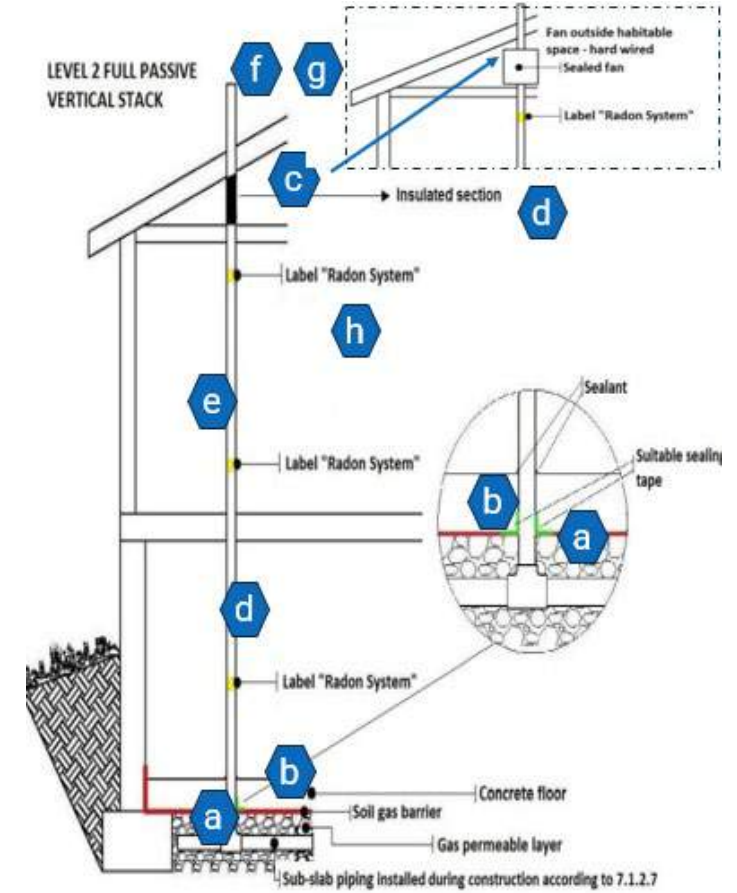 LEVEL 2 FULL PASSIVE
VERTICAL STACK
f
g
Fan outside habitable
space - hard wired
Sealed fan
Label "Radon System"
c
Insulated section
d
Label "Radon System"
h
e
Sealant
Label "Radon System"
Suitable sealing
tape
b
a
d
Label "Radon System"
b
Concrete floor
a
Soil gas barrier
Gas permeable layer
Sub-slab piping installed during construction according to 7.1.2.7